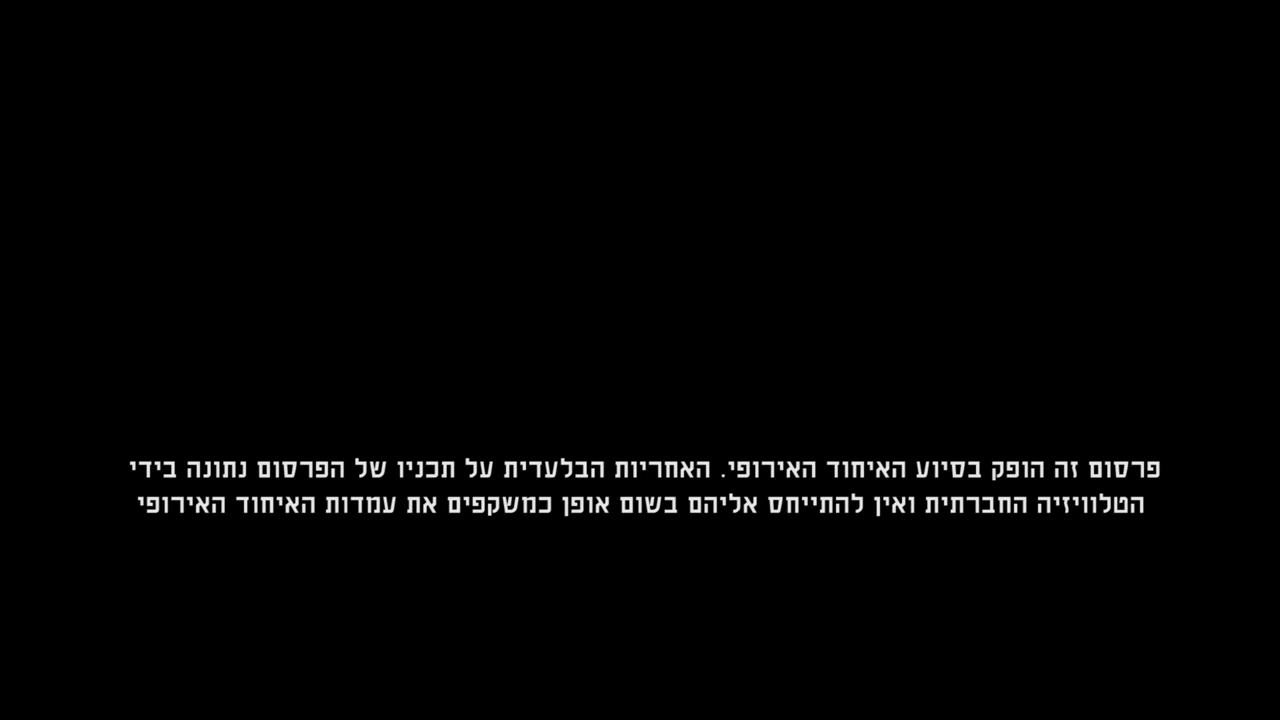 פרסום זה הופק בסיוע האיחוד האירופי. האחריות הבלעדית על תכניו של הפרסום נתונה בידי
הטלוויזיה החברתית ואין להתייחס אליהם בשום אופן כמשקפים את עמדות האיחוד האירופי